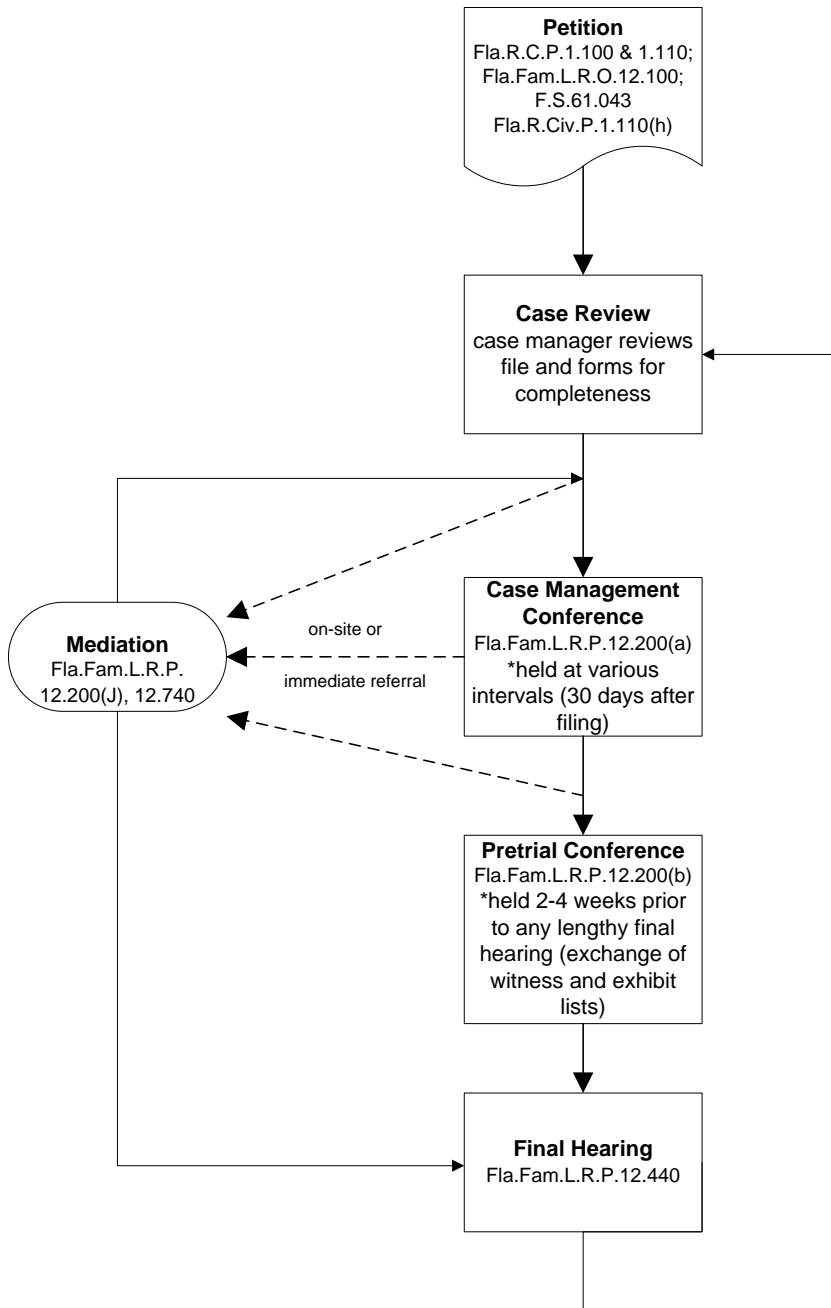 Petition
Fla.R.C.P.1.100 & 1.110;
Fla.Fam.L.R.O.12.100;
F.S.61.043
Fla.R.Civ.P.1.110(h)
Case Review
case manager reviews
file and forms for
completeness
Case Management
Conference
Fla.Fam.L.R.P.12.200(a)
*held at various
intervals (30 days after
filing)
on-site or
immediate referral
Mediation
Fla.Fam.L.R.P.
12.200(J), 12.740
Pretrial Conference
Fla.Fam.L.R.P.12.200(b)
*held 2-4 weeks prior
to any lengthy final
hearing (exchange of
witness and exhibit
lists)
Final Hearing
Fla.Fam.L.R.P.12.440